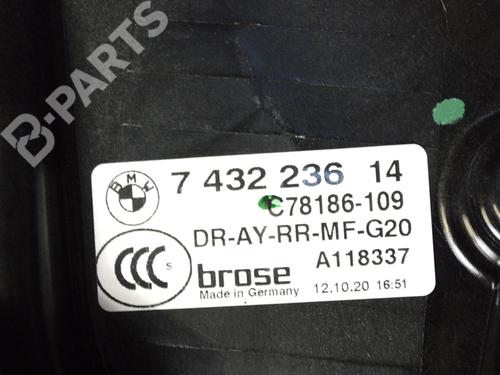 B-PARTS
BMW
7 432 236 14
C78186-109
DR-AY-RR-MF-G20
CCC S
brose
A118337
Made in Germany
12.10.20 16:51